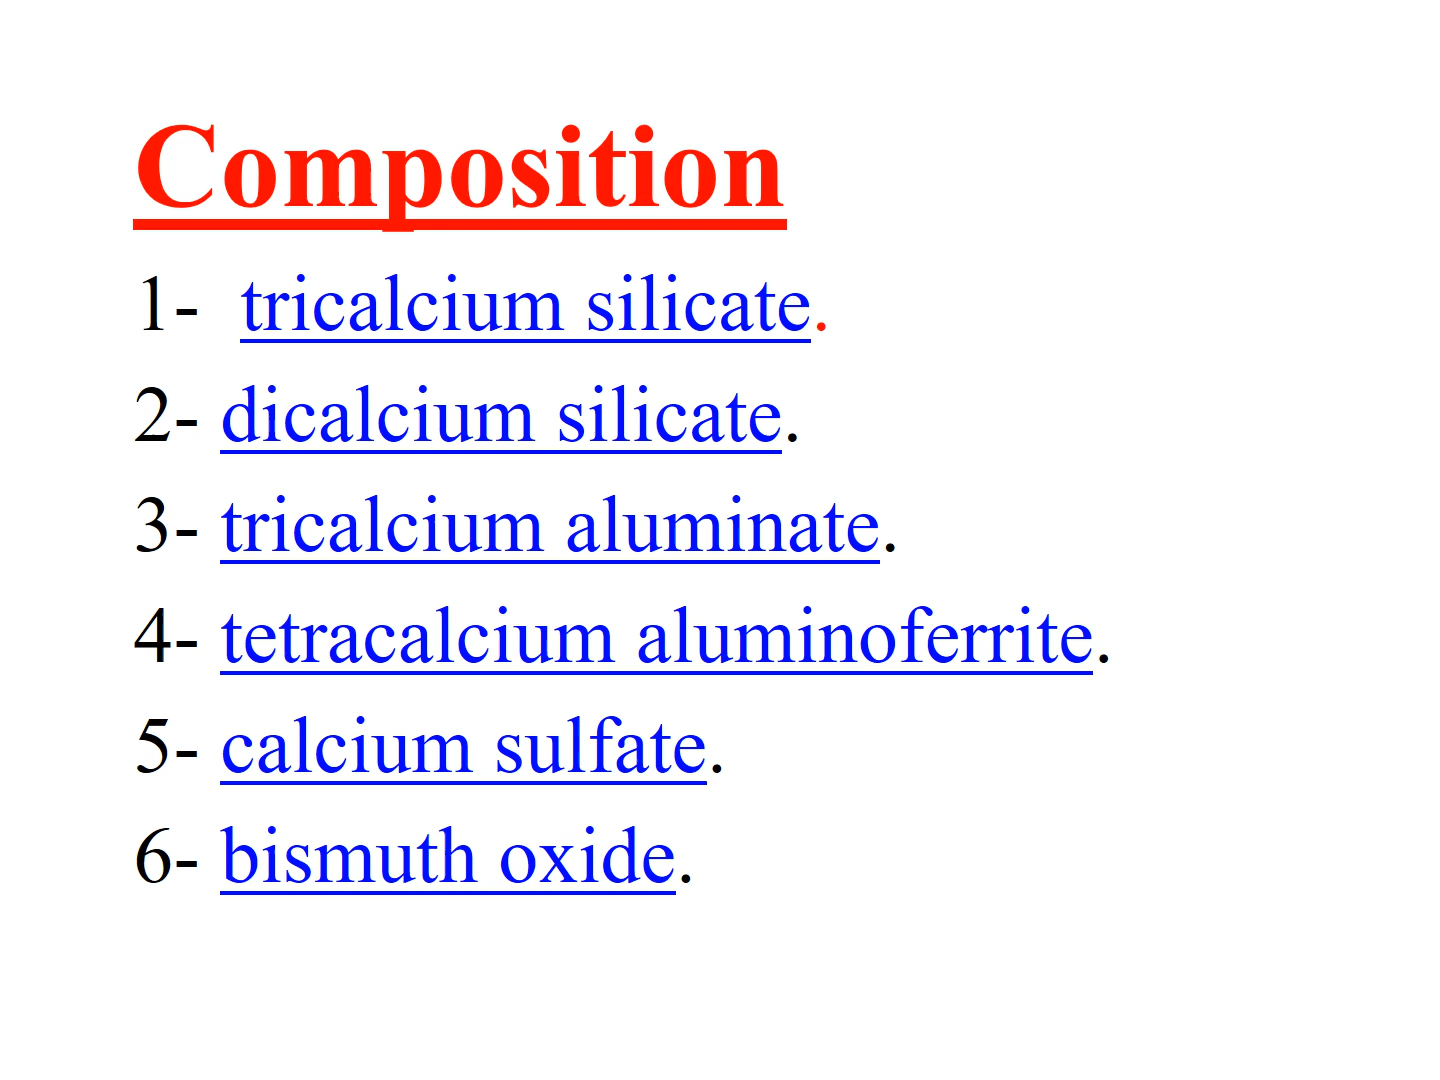 Composition
1-  tricalcium silicate.
2- dicalcium silicate.
3- tricalcium aluminate.
4- tetracalcium aluminoferrite.
5- calcium sulfate.
6- bismuth oxide.